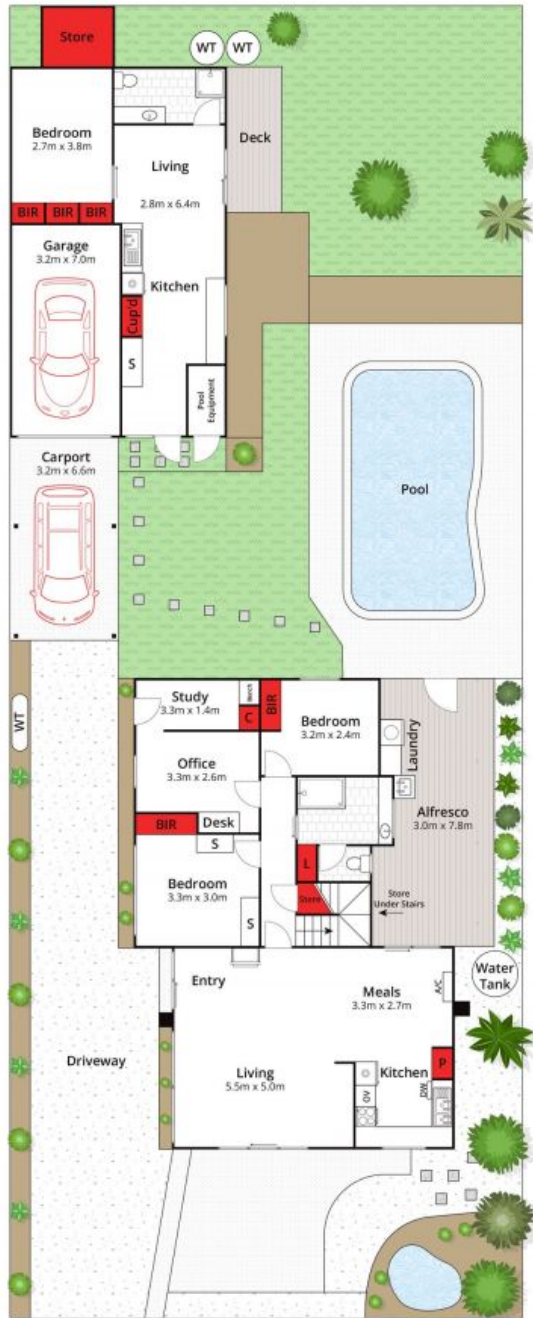 Store
WT
WT
Bedroom
2.7m x 3.8m
Deck
Living
2.8m x 6.4m
BIR
BIR
BIR
Garage
3.2m x 7.0m
Kitchen
Cup'd
S
Pool
Equipment
Carport
3.2m x 6.6m
Pool
WT
Study
3.3m x 1.4m
Bench
C
BIR
Bedroom
3.2m x 2.4m
Laundry
Office
3.3m x 2.6m
Alfresco
3.0m x 7.8m
BIR
Desk
S
L
Bedroom
3.3m x 3.0m
S
Store
Store
Under Stairs
Entry
Meals
3.3m x 2.7m
A/C
Water
Tank
Driveway
Living
5.5m x 5.0m
Kitchen
P
OV
DW